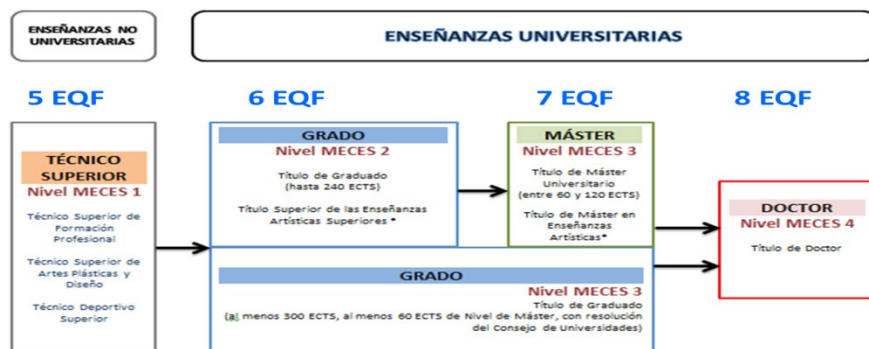 ENSEÑANZAS NO
UNIVERSITARIAS
ENSEÑANZAS UNIVERSITARIAS
5 EQF
6 EQF
7 EQF
8 EQF
TÉCNICO
SUPERIOR
Nivel MECES 1
Técnico Superior de
Formación
Profesional
Técnico Superior de
Artes Plásticas y
Diseño
Técnico Deportivo
Superior
GRADO
Nivel MECES 2
Título de Graduado
(hasta 240 ECTS)
Título Superior de las Enseñanzas
Artísticas Superiores *
MÁSTER
Nivel MECES 3
Título de Máster
Universitario
(entre 60 y 120 ECTS)
Título de Máster en
Enseñanzas
Artísticas*
GRADO
Nivel MECES 3
Título de Graduado
(al menos 300 ECTS, al menos 60 ECTS de Nivel de Máster, con resolución
del Consejo de Universidades)
DOCTOR
Nivel MECES 4
Título de Doctor